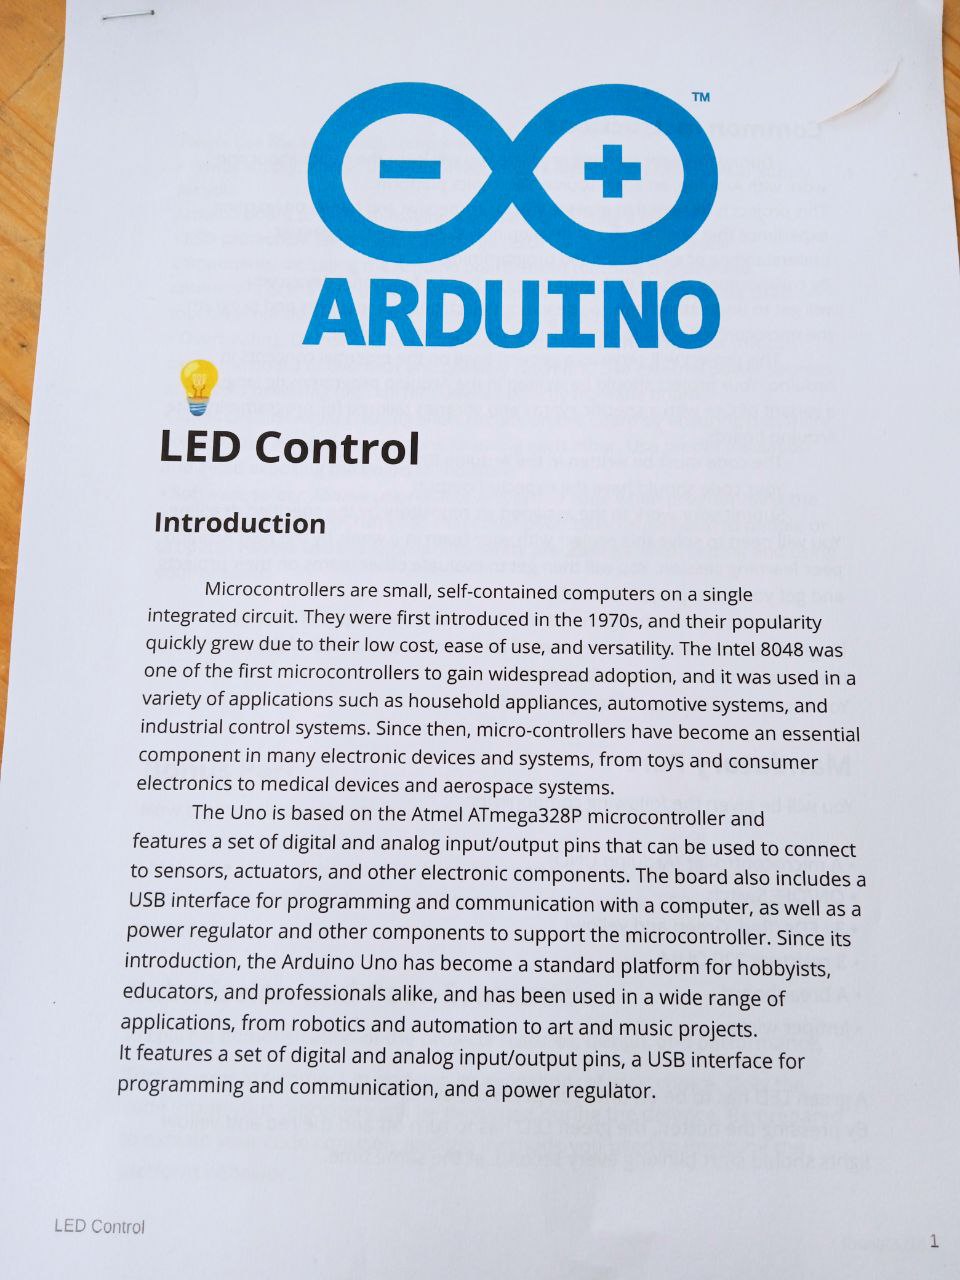 TM
ARDUINO
LED Control
Introduction
Microcontrollers are small, self-contained computers on a single
integrated circuit. They were first introduced in the 1970s, and their popularity
quickly grew due to their low cost, ease of use, and versatility. The Intel 8048 was
one of the first microcontrollers to gain widespread adoption, and it was used in a
variety of applications such as household appliances, automotive systems, and
industrial control systems. Since then, micro-controllers have become an essential
component in many electronic devices and systems, from toys and consumer
electronics to medical devices and aerospace systems.
The Uno is based on the Atmel ATmega328P microcontroller and
features a set of digital and analog input/output pins that can be used to connect
to sensors, actuators, and other electronic components. The board also includes a
USB interface for programming and communication with a computer, as well as a
power regulator and other components to support the microcontroller. Since its
introduction, the Arduino Uno has become a standard platform for hobbyists,
educators, and professionals alike, and has been used in a wide range of
applications, from robotics and automation to art and music projects.
It features a set of digital and analog input/output pins, a USB interface for
programming and communication, and a power regulator.
LED Control
1